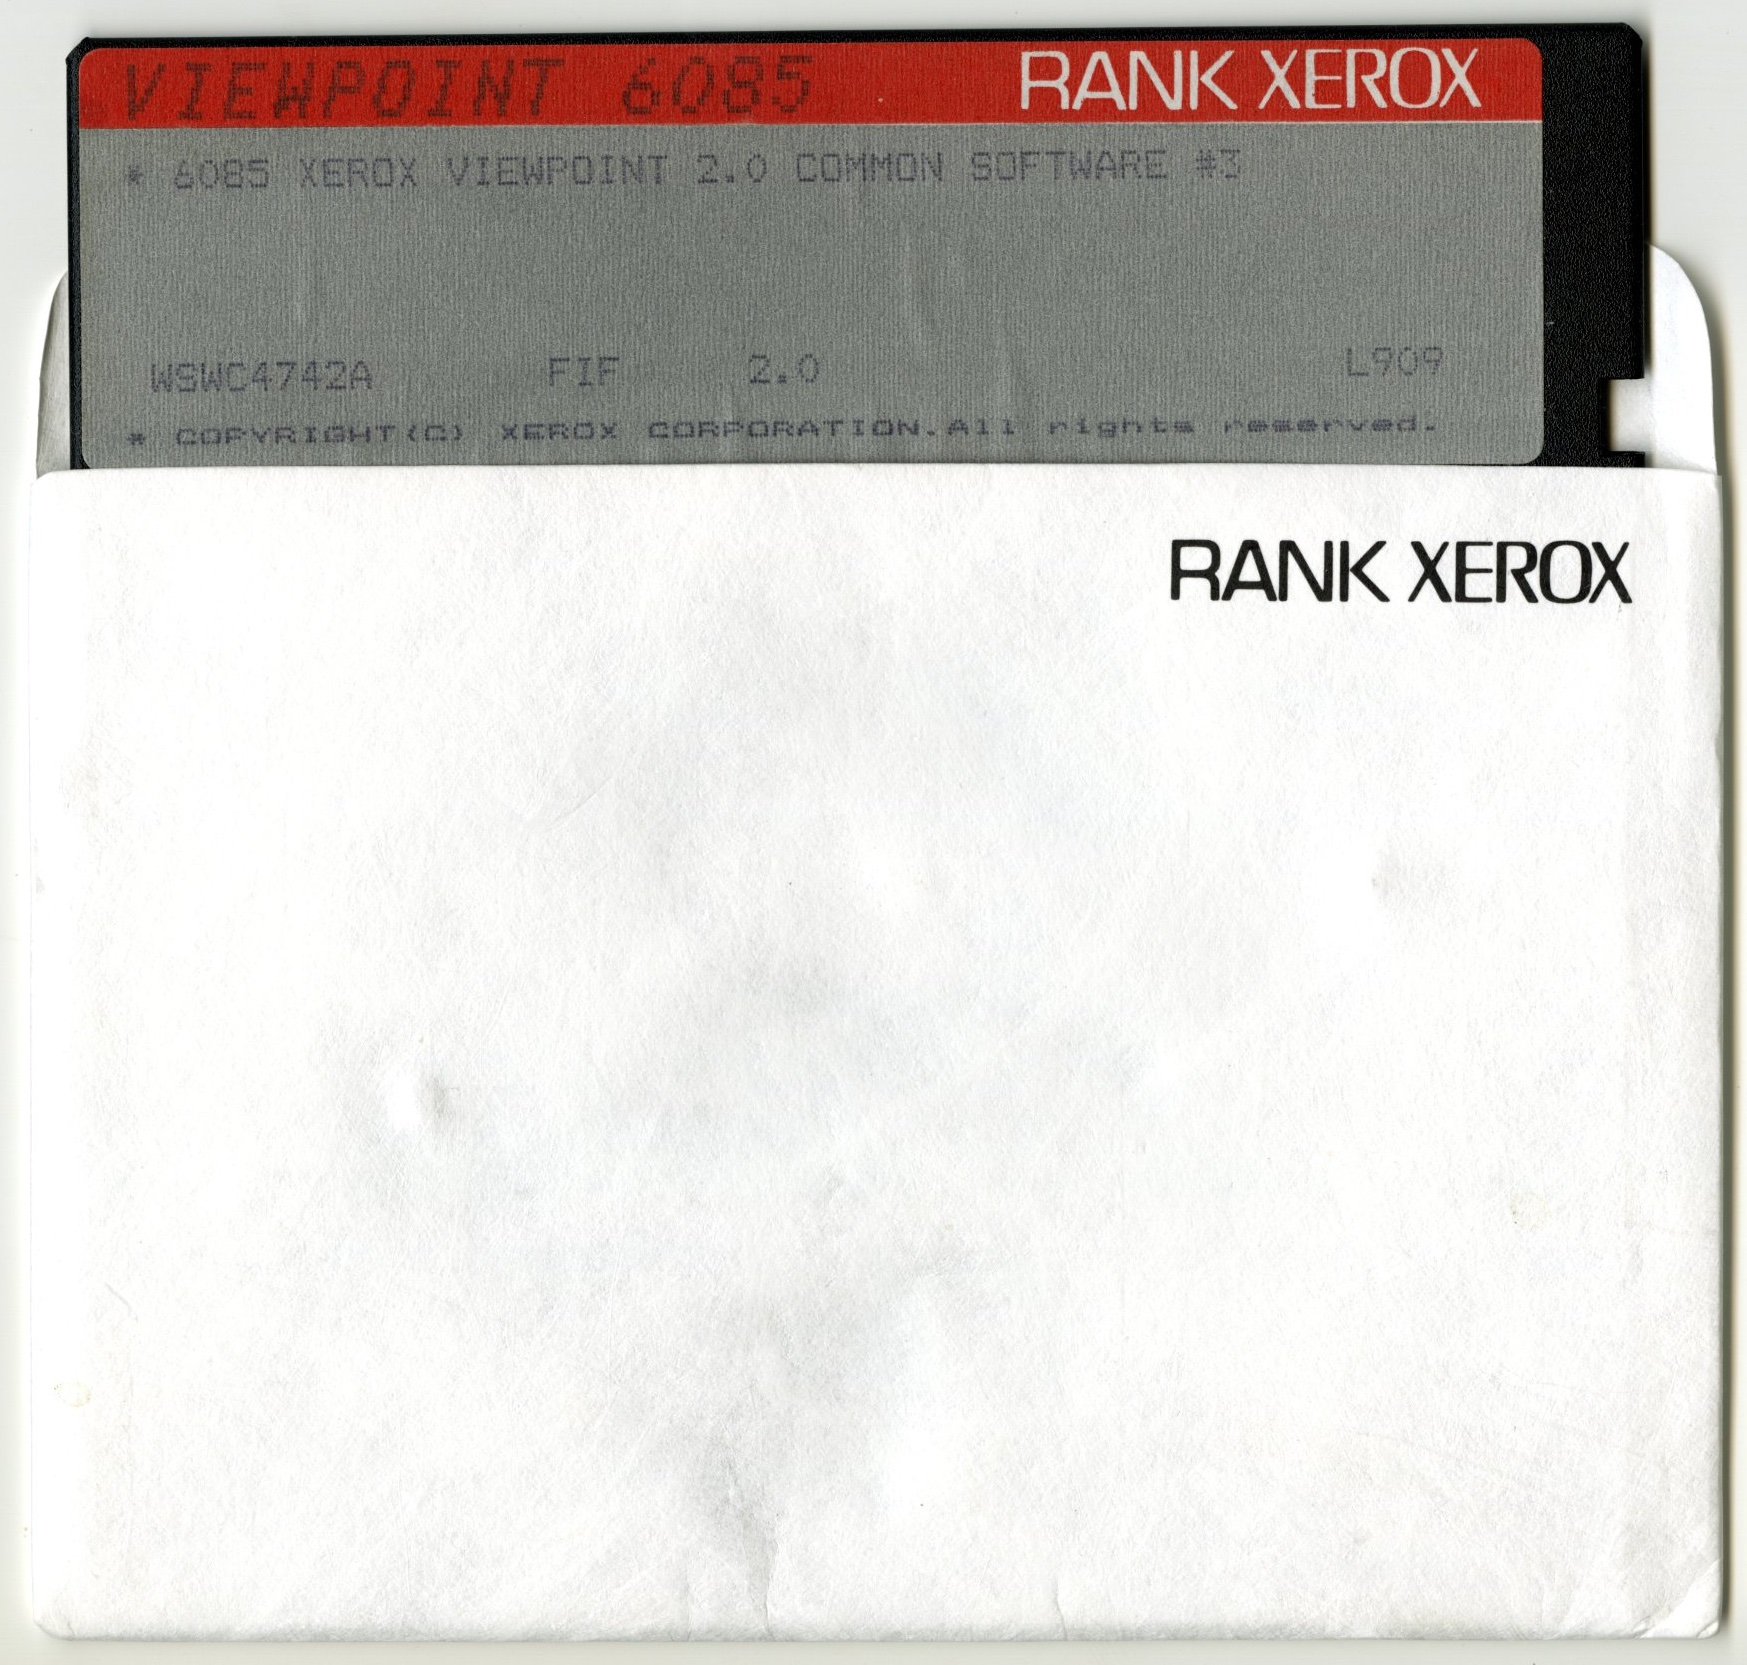 VIEWPOINT 6085 RANK XEROX
* 6085 XEROX VIEWPOINT 2.0 COMMON SOFTWARE #3
WSWC4742A FIF 2.0 L909
* COPYRIGHT(C) XEROX CORPORATION.All rights reserved.
RANK XEROX